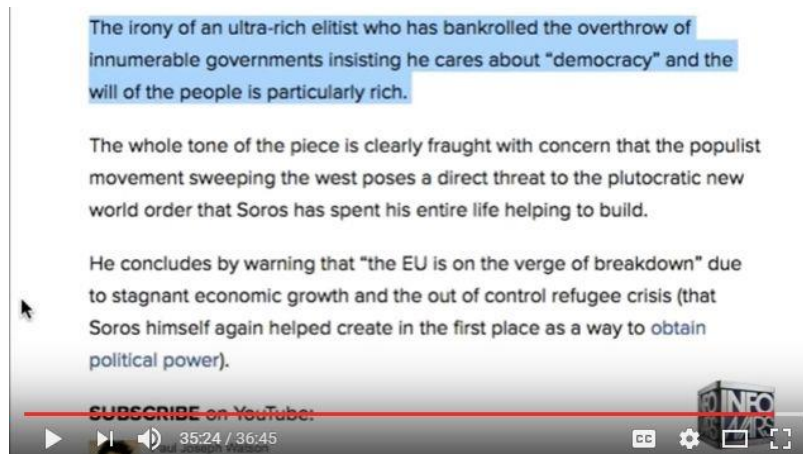 The irony of an ultra-rich elitist who has bankrolled the overthrow of
innumerable governments insisting he cares about “democracy” and the
will of the people is particularly rich.
The whole tone of the piece is clearly fraught with concern that the populist
movement sweeping the west poses a direct threat to the plutocratic new
world order that Soros has spent his entire life helping to build.
He concludes by warning that “the EU is on the verge of breakdown” due
to stagnant economic growth and the out of control refugee crisis (that
Soros himself again helped create in the first place as a way to obtain
political power).
SUBSCRIBE on YouTube:
INFO
WARS
35:24 / 36:45
CC
Paul Joseph Watson